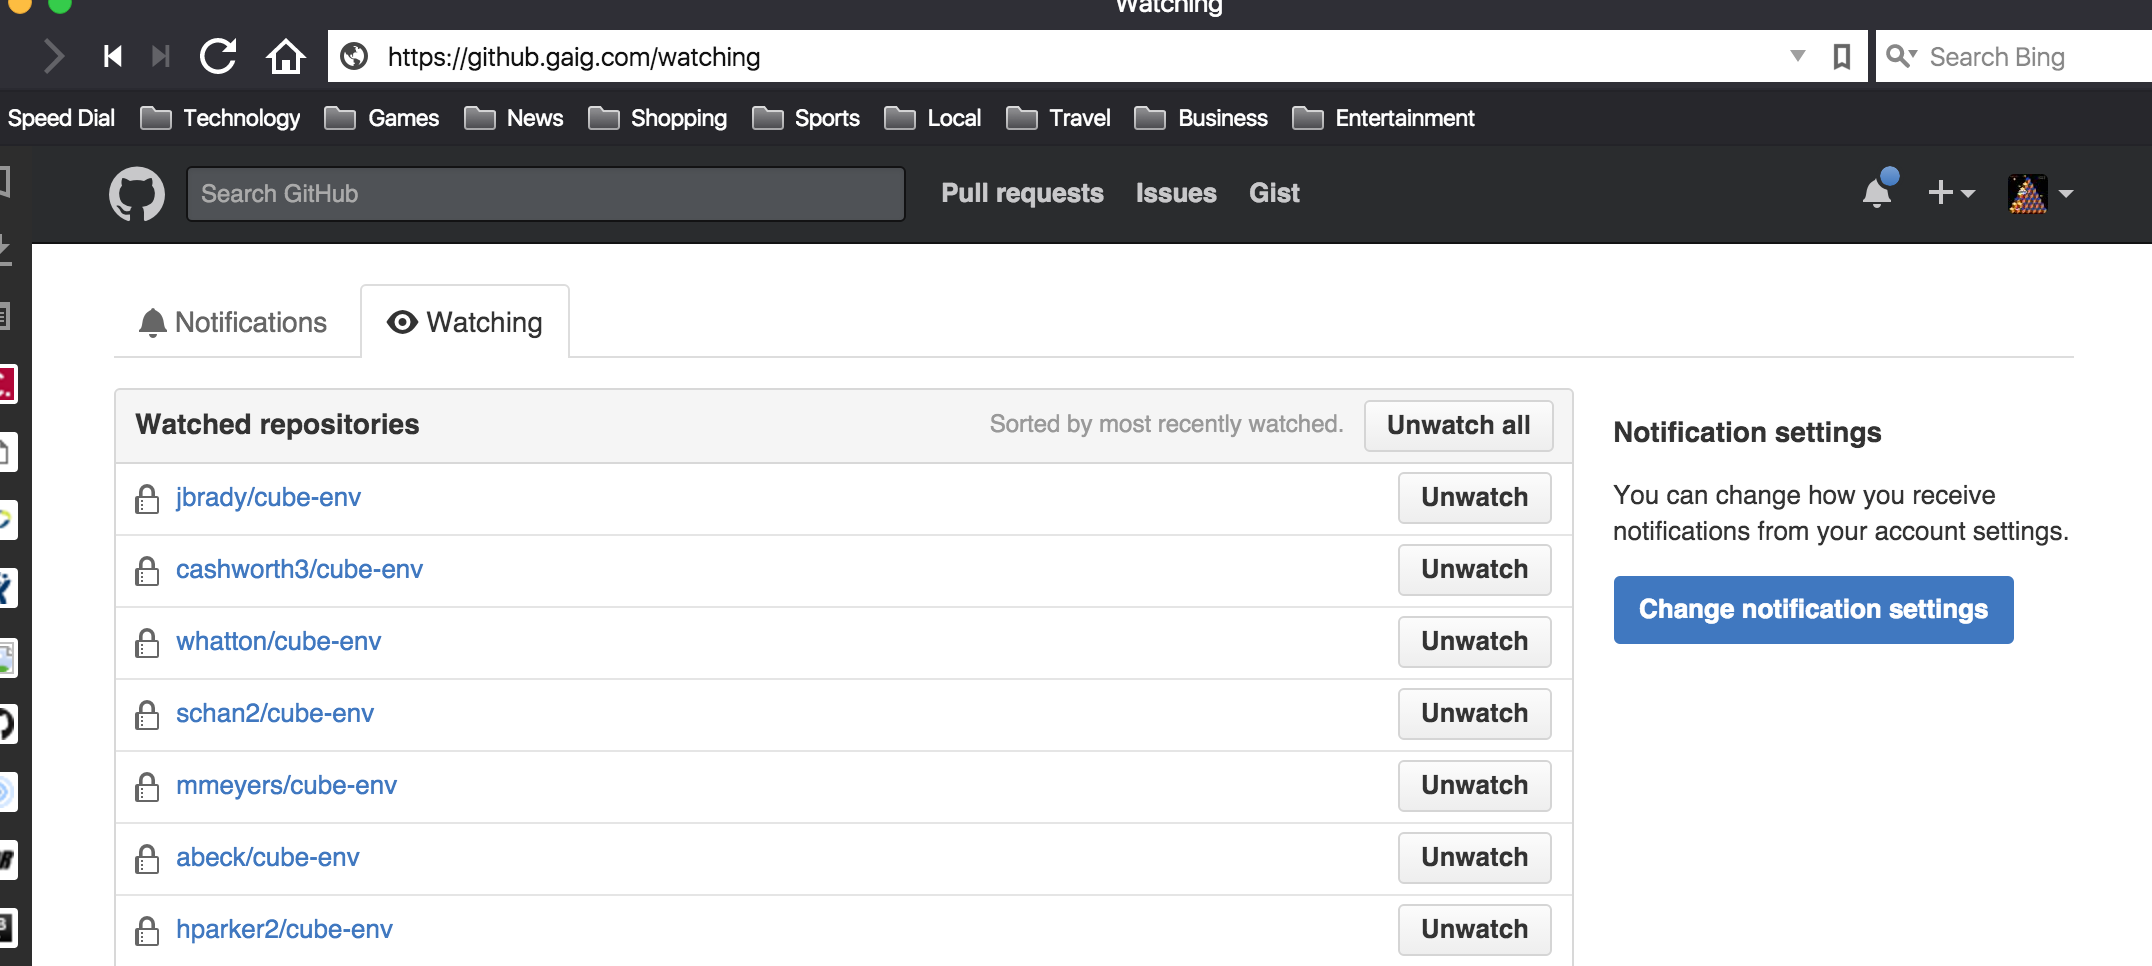 Watching
https://github.gaig.com/watching
Search Bing
Speed Dial Technology Games News Shopping Sports Local Travel Business Entertainment
Search GitHub Pull requests Issues Gist
Notifications Watching
Watched repositories Sorted by most recently watched. Unwatch all
jbrady/cube-env Unwatch
cashworth3/cube-env Unwatch
whatton/cube-env Unwatch
schan2/cube-env Unwatch
mmeyers/cube-env Unwatch
abeck/cube-env Unwatch
hparker2/cube-env Unwatch
Notification settings
You can change how you receive
notifications from your account settings.
Change notification settings